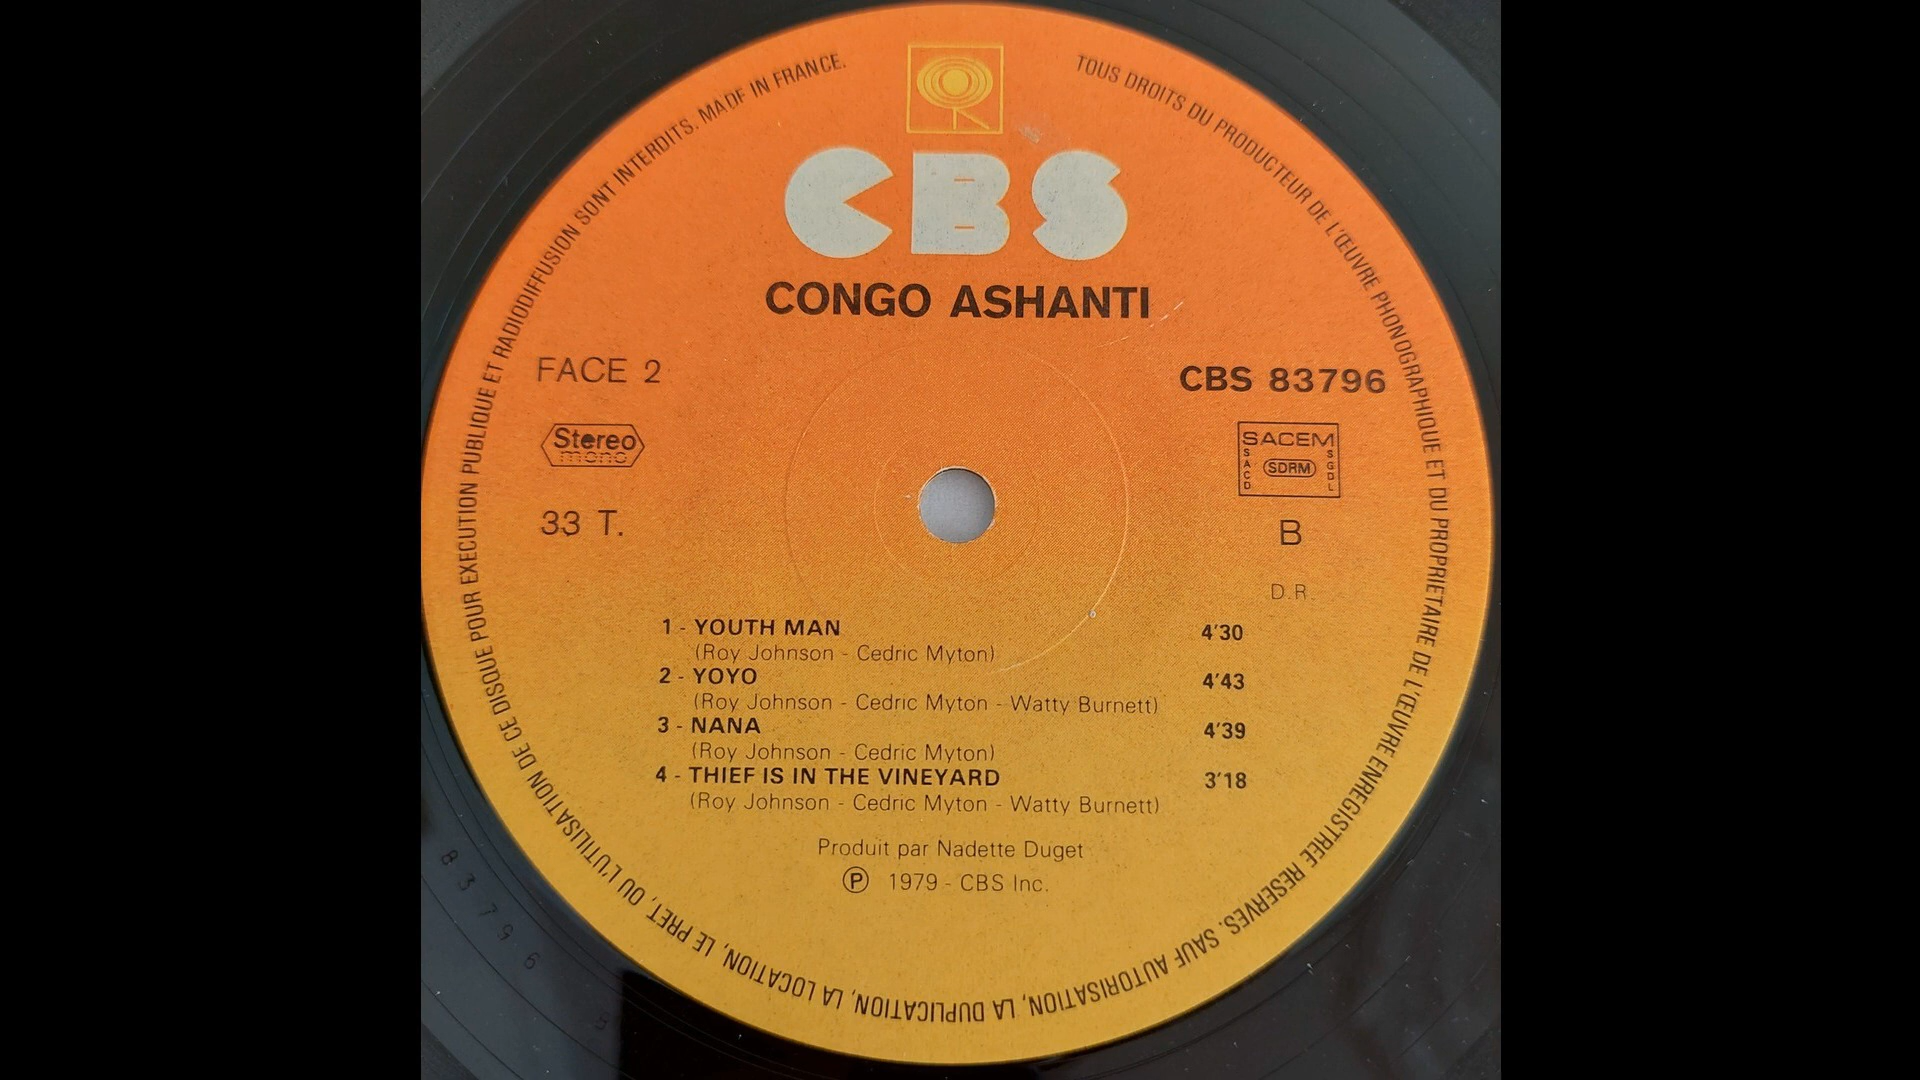 TOUS DROITS DU PRODUCTEUR DE L'ŒUVRE PHONOGRAPHIQUE ET DU PROPRIETAIRE DE L'ŒUVRE ENREGISTREE RESERVES. SAUF AUTORISATION, LA DUPLICATION, LA LOCATION, LE PRET, OU L'UTILISATION DE CE DISQUE POUR EXECUTION PUBLIQUE ET RADIODIFFUSION SONT INTERDITS. MADE IN FRANCE.
CBS
CONGO ASHANTI
FACE 2
CBS 83796
Stereo
mono
SACEM
SACD
SDRM
SGDL
33 T.
B
D.R.
1 - YOUTH MAN 4'30
(Roy Johnson - Cedric Myton)
2 - YOYO 4'43
(Roy Johnson - Cedric Myton - Watty Burnett)
3 - NANA 4'39
(Roy Johnson - Cedric Myton)
4 - THIEF IS IN THE VINEYARD 3'18
(Roy Johnson - Cedric Myton - Watty Burnett)
Produit par Nadette Duget
Ⓟ 1979 - CBS Inc.